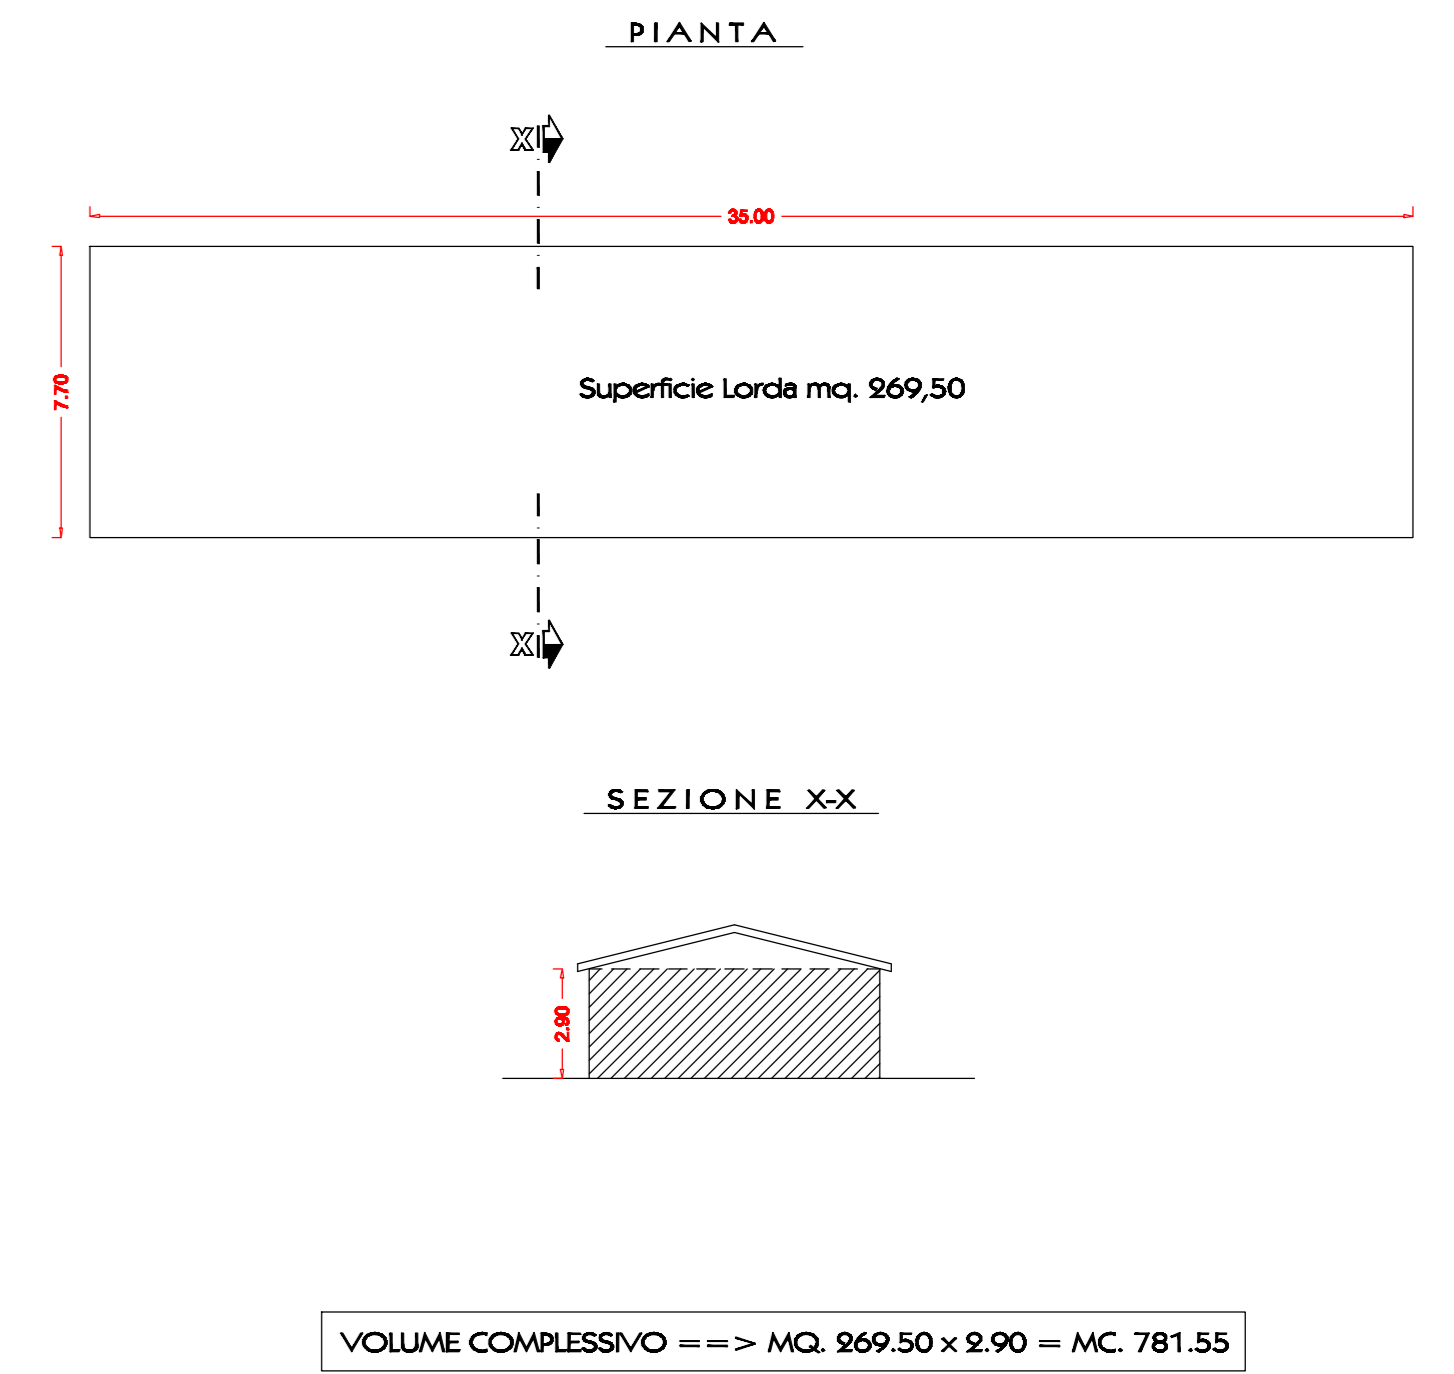 PIANTA
X
35.00
7.70
Superficie Lorda mq. 269,50
X
SEZIONE X-X
2.90
VOLUME COMPLESSIVO ==> MQ. 269.50 x 2.90 = MC. 781.55